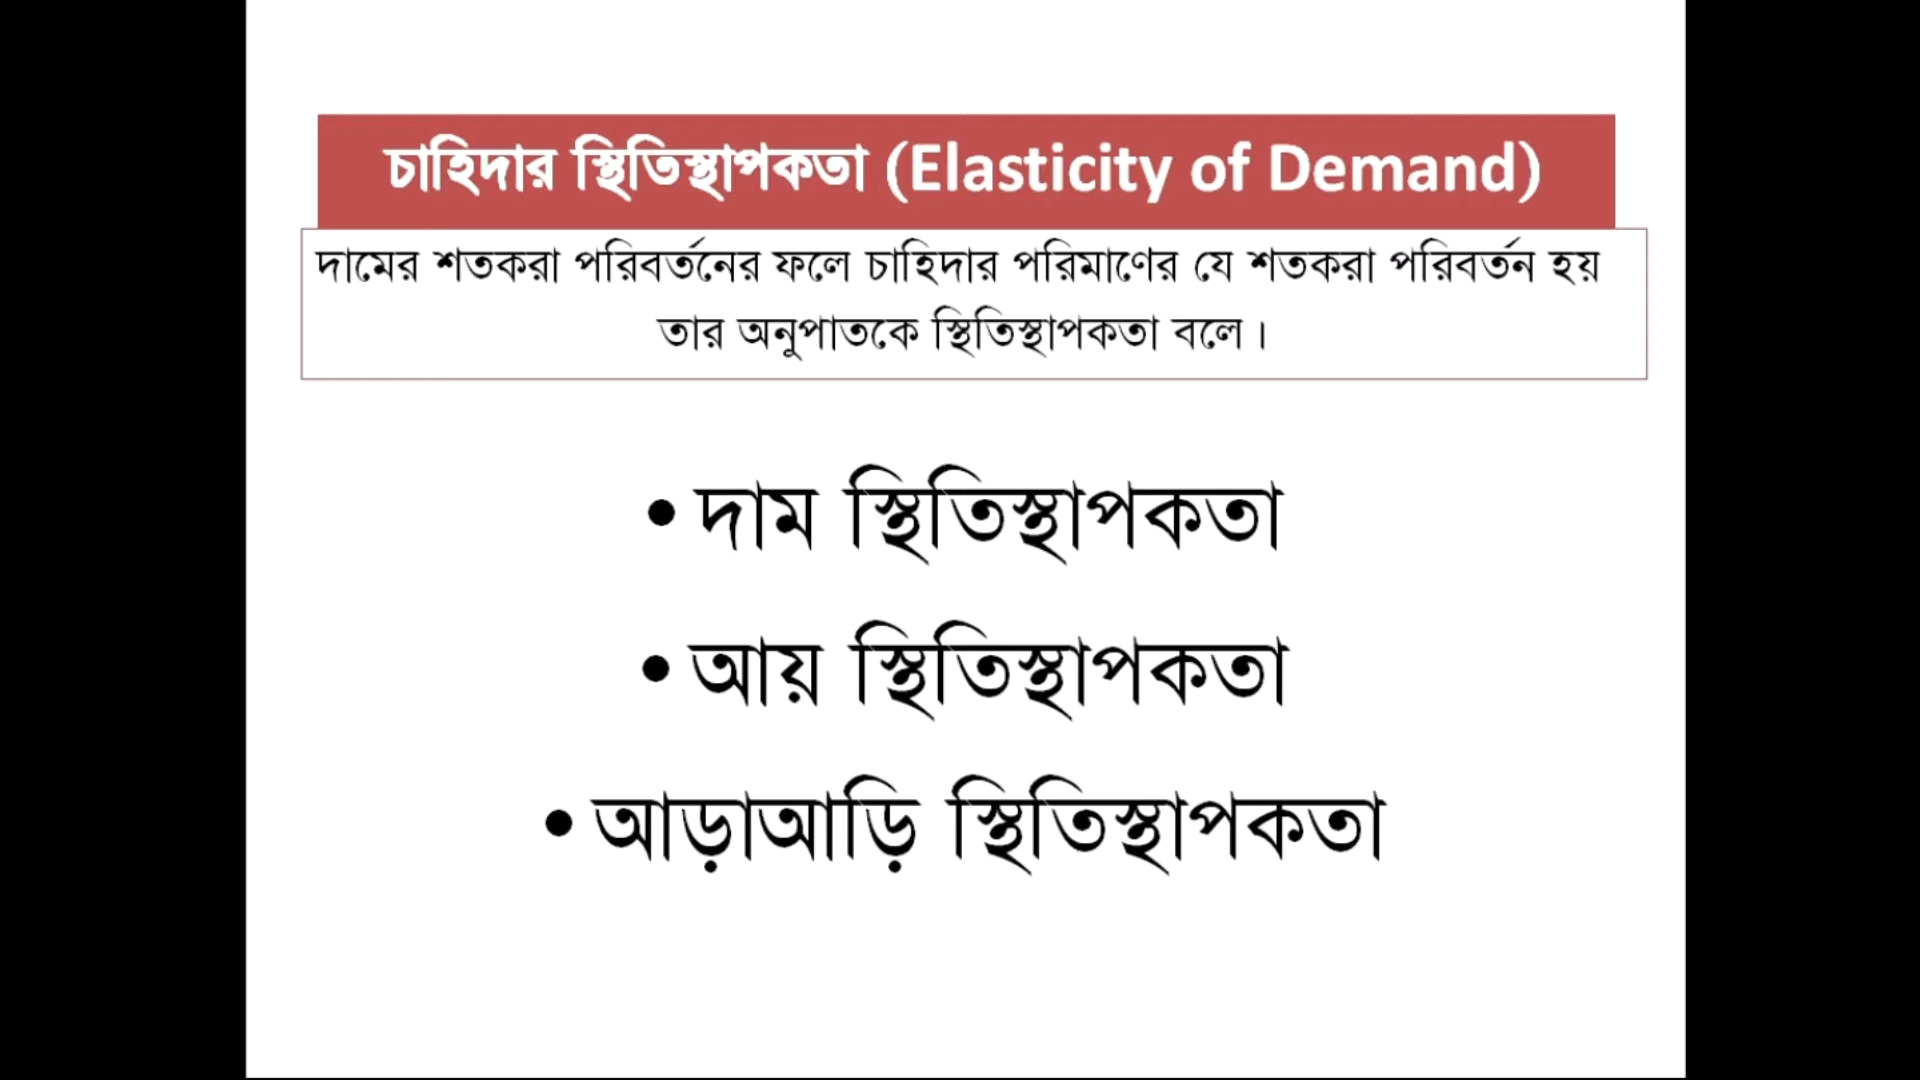 চাহিদার স্থিতিস্থাপকতা (Elasticity of Demand)
দামের শতকরা পরিবর্তনের ফলে চাহিদার পরিমাণের যে শতকরা পরিবর্তন হয়
তার অনুপাতকে স্থিতিস্থাপকতা বলে।
• দাম স্থিতিস্থাপকতা
• আয় স্থিতিস্থাপকতা
• আড়াআড়ি স্থিতিস্থাপকতা